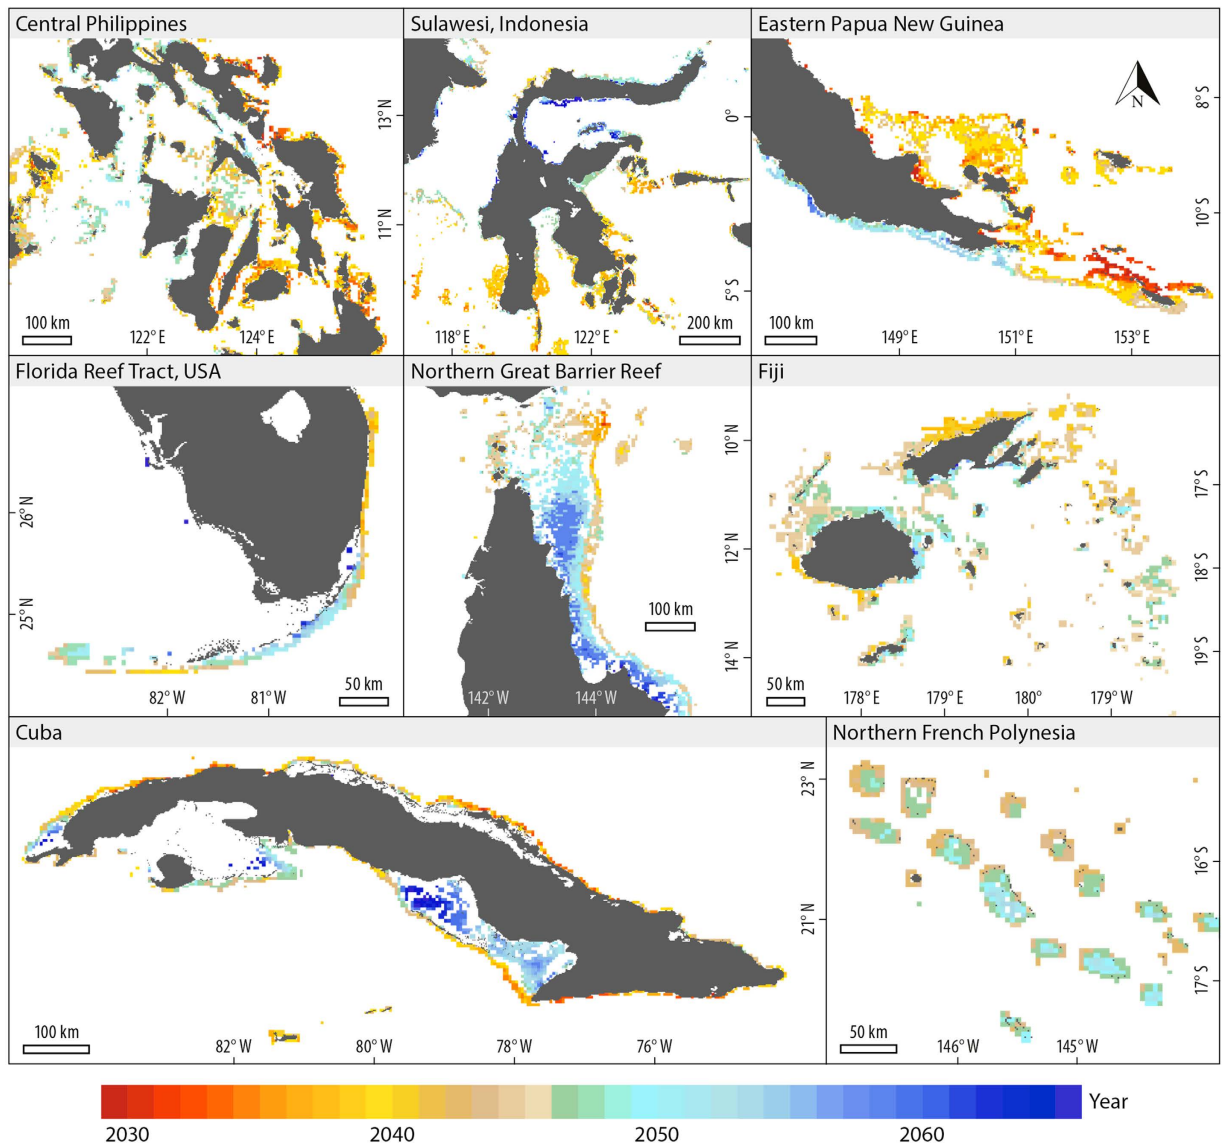 Central Philippines
13° N
11° N
100 km
122° E
124° E
Sulawesi, Indonesia
0°
5° S
118° E
122° E
200 km
Eastern Papua New Guinea
N
8° S
10° S
100 km
149° E
151° E
153° E
Florida Reef Tract, USA
26° N
25° N
82° W
81° W
50 km
Northern Great Barrier Reef
10° N
12° N
14° N
100 km
142° W
144° W
Fiji
17° S
18° S
19° S
50 km
178° E
179° E
180°
179° W
Cuba
23° N
21° N
100 km
82° W
80° W
78° W
76° W
Northern French Polynesia
16° S
17° S
50 km
146° W
145° W
Year
2030
2040
2050
2060